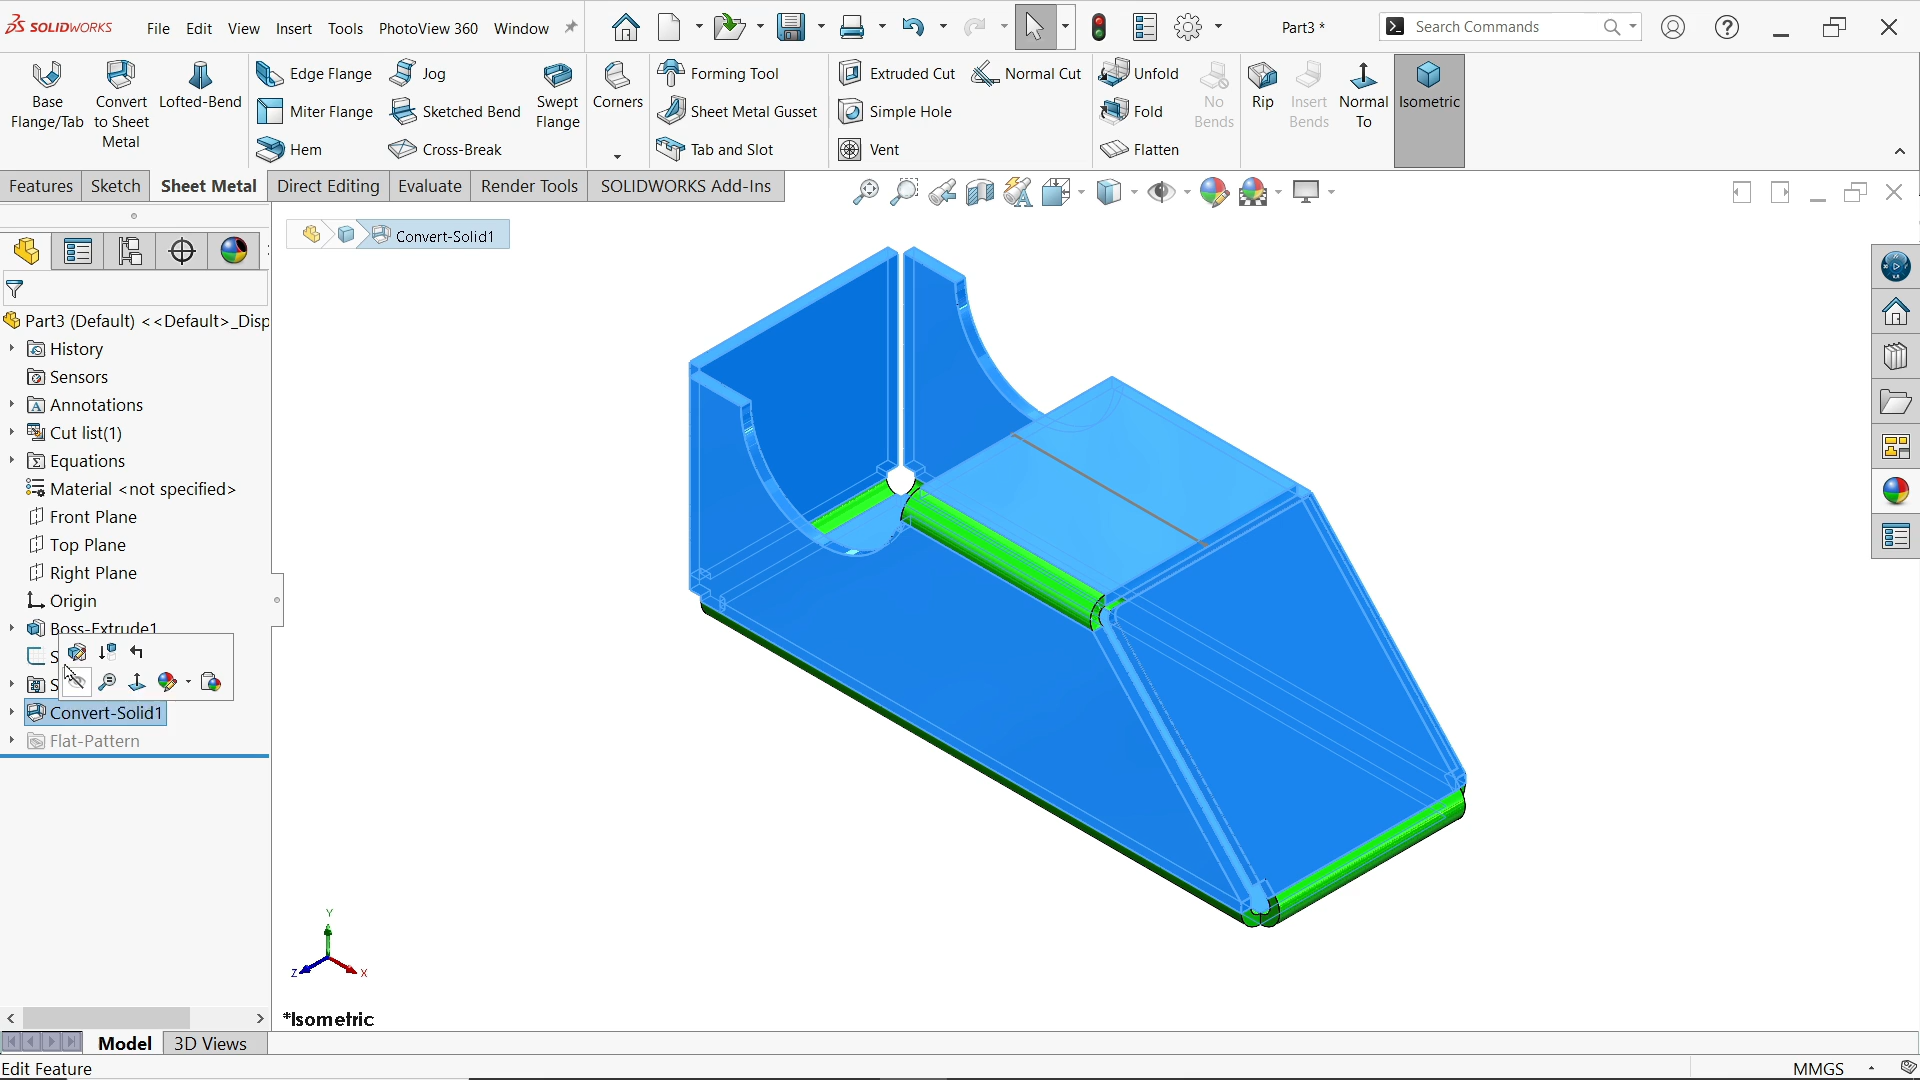 SOLIDWORKS File Edit View Insert Tools PhotoView 360 Window Part3 * Search Commands
Base Flange/Tab
Convert to Sheet Metal
Lofted-Bend
Edge Flange
Miter Flange
Hem
Jog
Sketched Bend
Cross-Break
Swept Flange
Corners
Forming Tool
Sheet Metal Gusset
Tab and Slot
Extruded Cut
Simple Hole
Vent
Normal Cut
Unfold
Fold
Flatten
No Bends
Rip
Insert Bends
Normal To
Isometric
Features Sketch Sheet Metal Direct Editing Evaluate Render Tools SOLIDWORKS Add-Ins
Convert-Solid1
Part3 (Default) <<Default>_Disp
History
Sensors
Annotations
Cut list(1)
Equations
Material <not specified>
Front Plane
Top Plane
Right Plane
Origin
Boss-Extrude1
S
S
Convert-Solid1
Flat-Pattern
Y
Z
X
*Isometric
Model 3D Views
Edit Feature MMGS